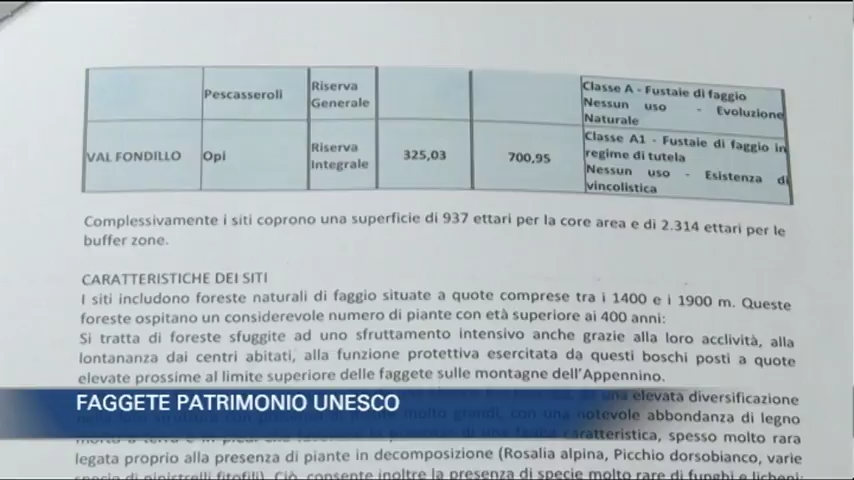 Pescasseroli
Riserva
Generale
Classe A - Fustaie di faggio
Nessun uso - Evoluzione
Naturale
VAL FONDILLO
Opi
Riserva
Integrale
325,03
700,95
Classe A1 - Fustaie di faggio in
regime di tutela
Nessun uso - Esistenza di
vincolistica
Complessivamente i siti coprono una superficie di 937 ettari per la core area e di 2.314 ettari per le
buffer zone.
CARATTERISTICHE DEI SITI
I siti includono foreste naturali di faggio situate a quote comprese tra i 1400 e i 1900 m. Queste
foreste ospitano un considerevole numero di piante con età superiore ai 400 anni:
Si tratta di foreste sfuggite ad uno sfruttamento intensivo anche grazie alla loro acclività, alla
lontananza dai centri abitati, alla funzione protettiva esercitata da questi boschi posti a quote
elevate prossime al limite superiore delle faggete sulle montagne dell'Appennino.
una elevata diversificazione
FAGGETE PATRIMONIO UNESCO
molto grandi, con una notevole abbondanza di legno
caratteristica, spesso molto rara
legata proprio alla presenza di piante in decomposizione (Rosalia alpina, Picchio dorsobianco, varie
specie di pipistrelli fitofili). Ciò consente inoltre la presenza di specie molto rare di funghi e licheni;